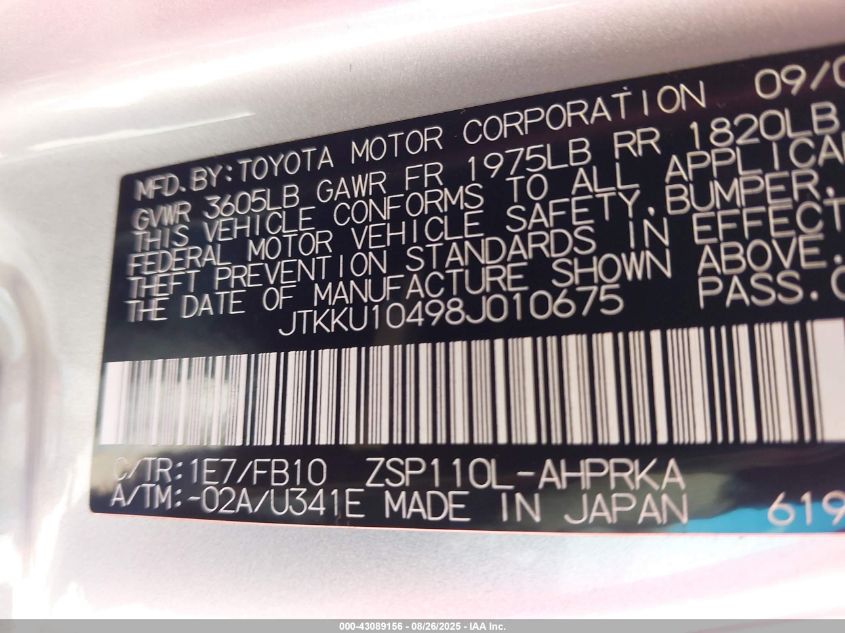 MFD. BY: TOYOTA MOTOR CORPORATION 09/0
GVWR 3605LB GAWR FR 1975LB RR 1820LB
THIS VEHICLE CONFORMS TO ALL APPLICA
FEDERAL MOTOR VEHICLE SAFETY, BUMPER,
THEFT PREVENTION STANDARDS IN EFFECT
THE DATE OF MANUFACTURE SHOWN ABOVE.
JTKKU10498J010675 PASS. C
C/TR: 1E7/FB10 ZSP110L-AHPRKA
A/TM: -02A/U341E MADE IN JAPAN 619
000-43089156 - 08/26/2025 - IAA Inc.